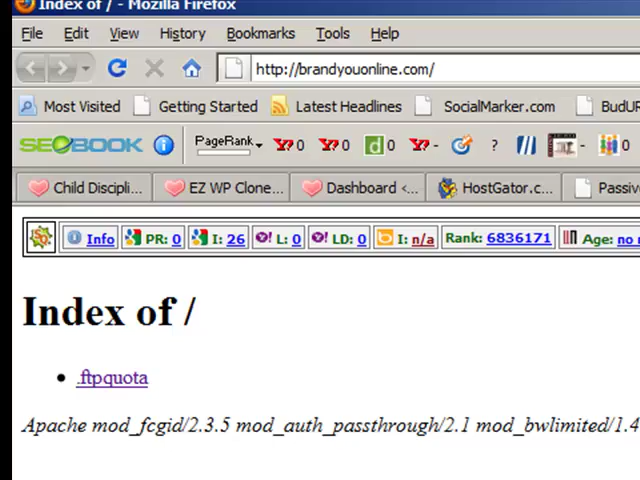 Index of / - Mozilla Firefox
File Edit View History Bookmarks Tools Help
http://brandyouonline.com/
Most Visited Getting Started Latest Headlines SocialMarker.com BudUR
SEOBOOK PageRank 0 0 d 0 - ? - 0
Child Discipli... EZ WP Clone... Dashboard <... HostGator.c... Passiv
Info PR: 0 I: 26 L: 0 LD: 0 I: n/a Rank: 6836171 Age: no
Index of /
.ftpquota
Apache mod_fcgid/2.3.5 mod_auth_passthrough/2.1 mod_bwlimited/1.4